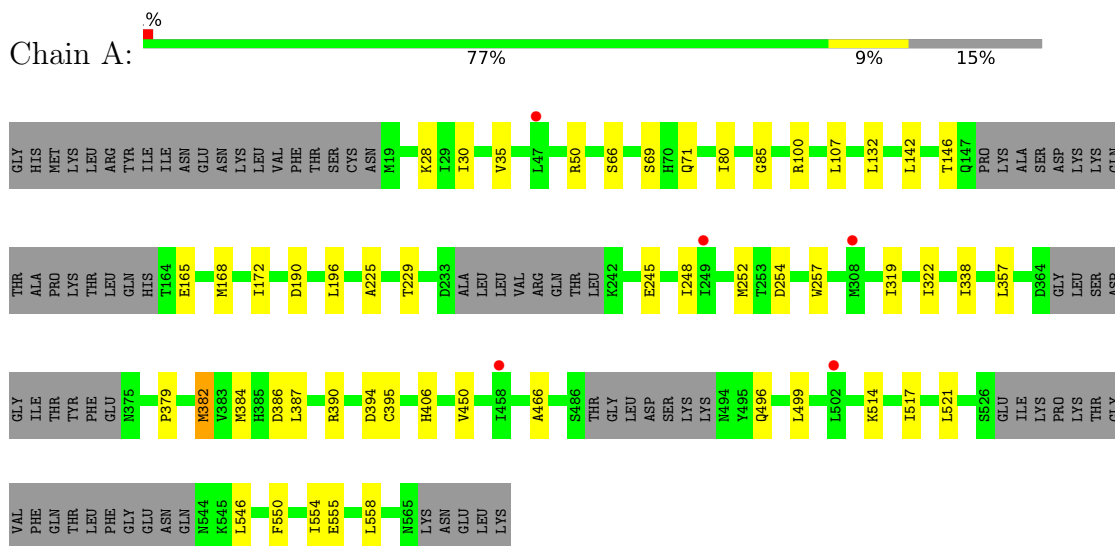 .%
Chain A:
77% 9% 15%
GLY HIS MET LYS LEU ARG TYR ILE ILE ASN GLU ASN LYS LEU VAL PHE THR SER CYS ASN M19 K28 I29 I30 V35 L47 R50 S66 S69 H70 Q71 I80 G85 R100 L107 L132 L142 T146 Q147 PRO LYS ALA SER ASP LYS LYS GLN
THR ALA PRO LYS THR LEU GLN HIS T164 E165 M168 I172 D190 L196 A225 T229 D233 ALA LEU LEU VAL ARG GLN THR LEU K242 E245 I248 I249 M252 T253 D254 W257 M308 I319 I322 I338 L357 D364 GLY LEU SER ASP
GLY ILE THR TYR PHE GLU N375 P379 M382 V383 M384 H385 D386 L387 R390 D394 C395 H406 V450 I458 A466 S486 THR GLY LEU ASP SER LYS LYS N494 Y495 Q496 L499 L502 K514 I517 L521 S526 GLU ILE LYS PRO LYS THR GLY
VAL PHE GLN THR LEU PHE GLY GLU ASN GLN N544 K545 L546 F550 I554 E555 L558 N565 LYS ASN GLU LEU LYS